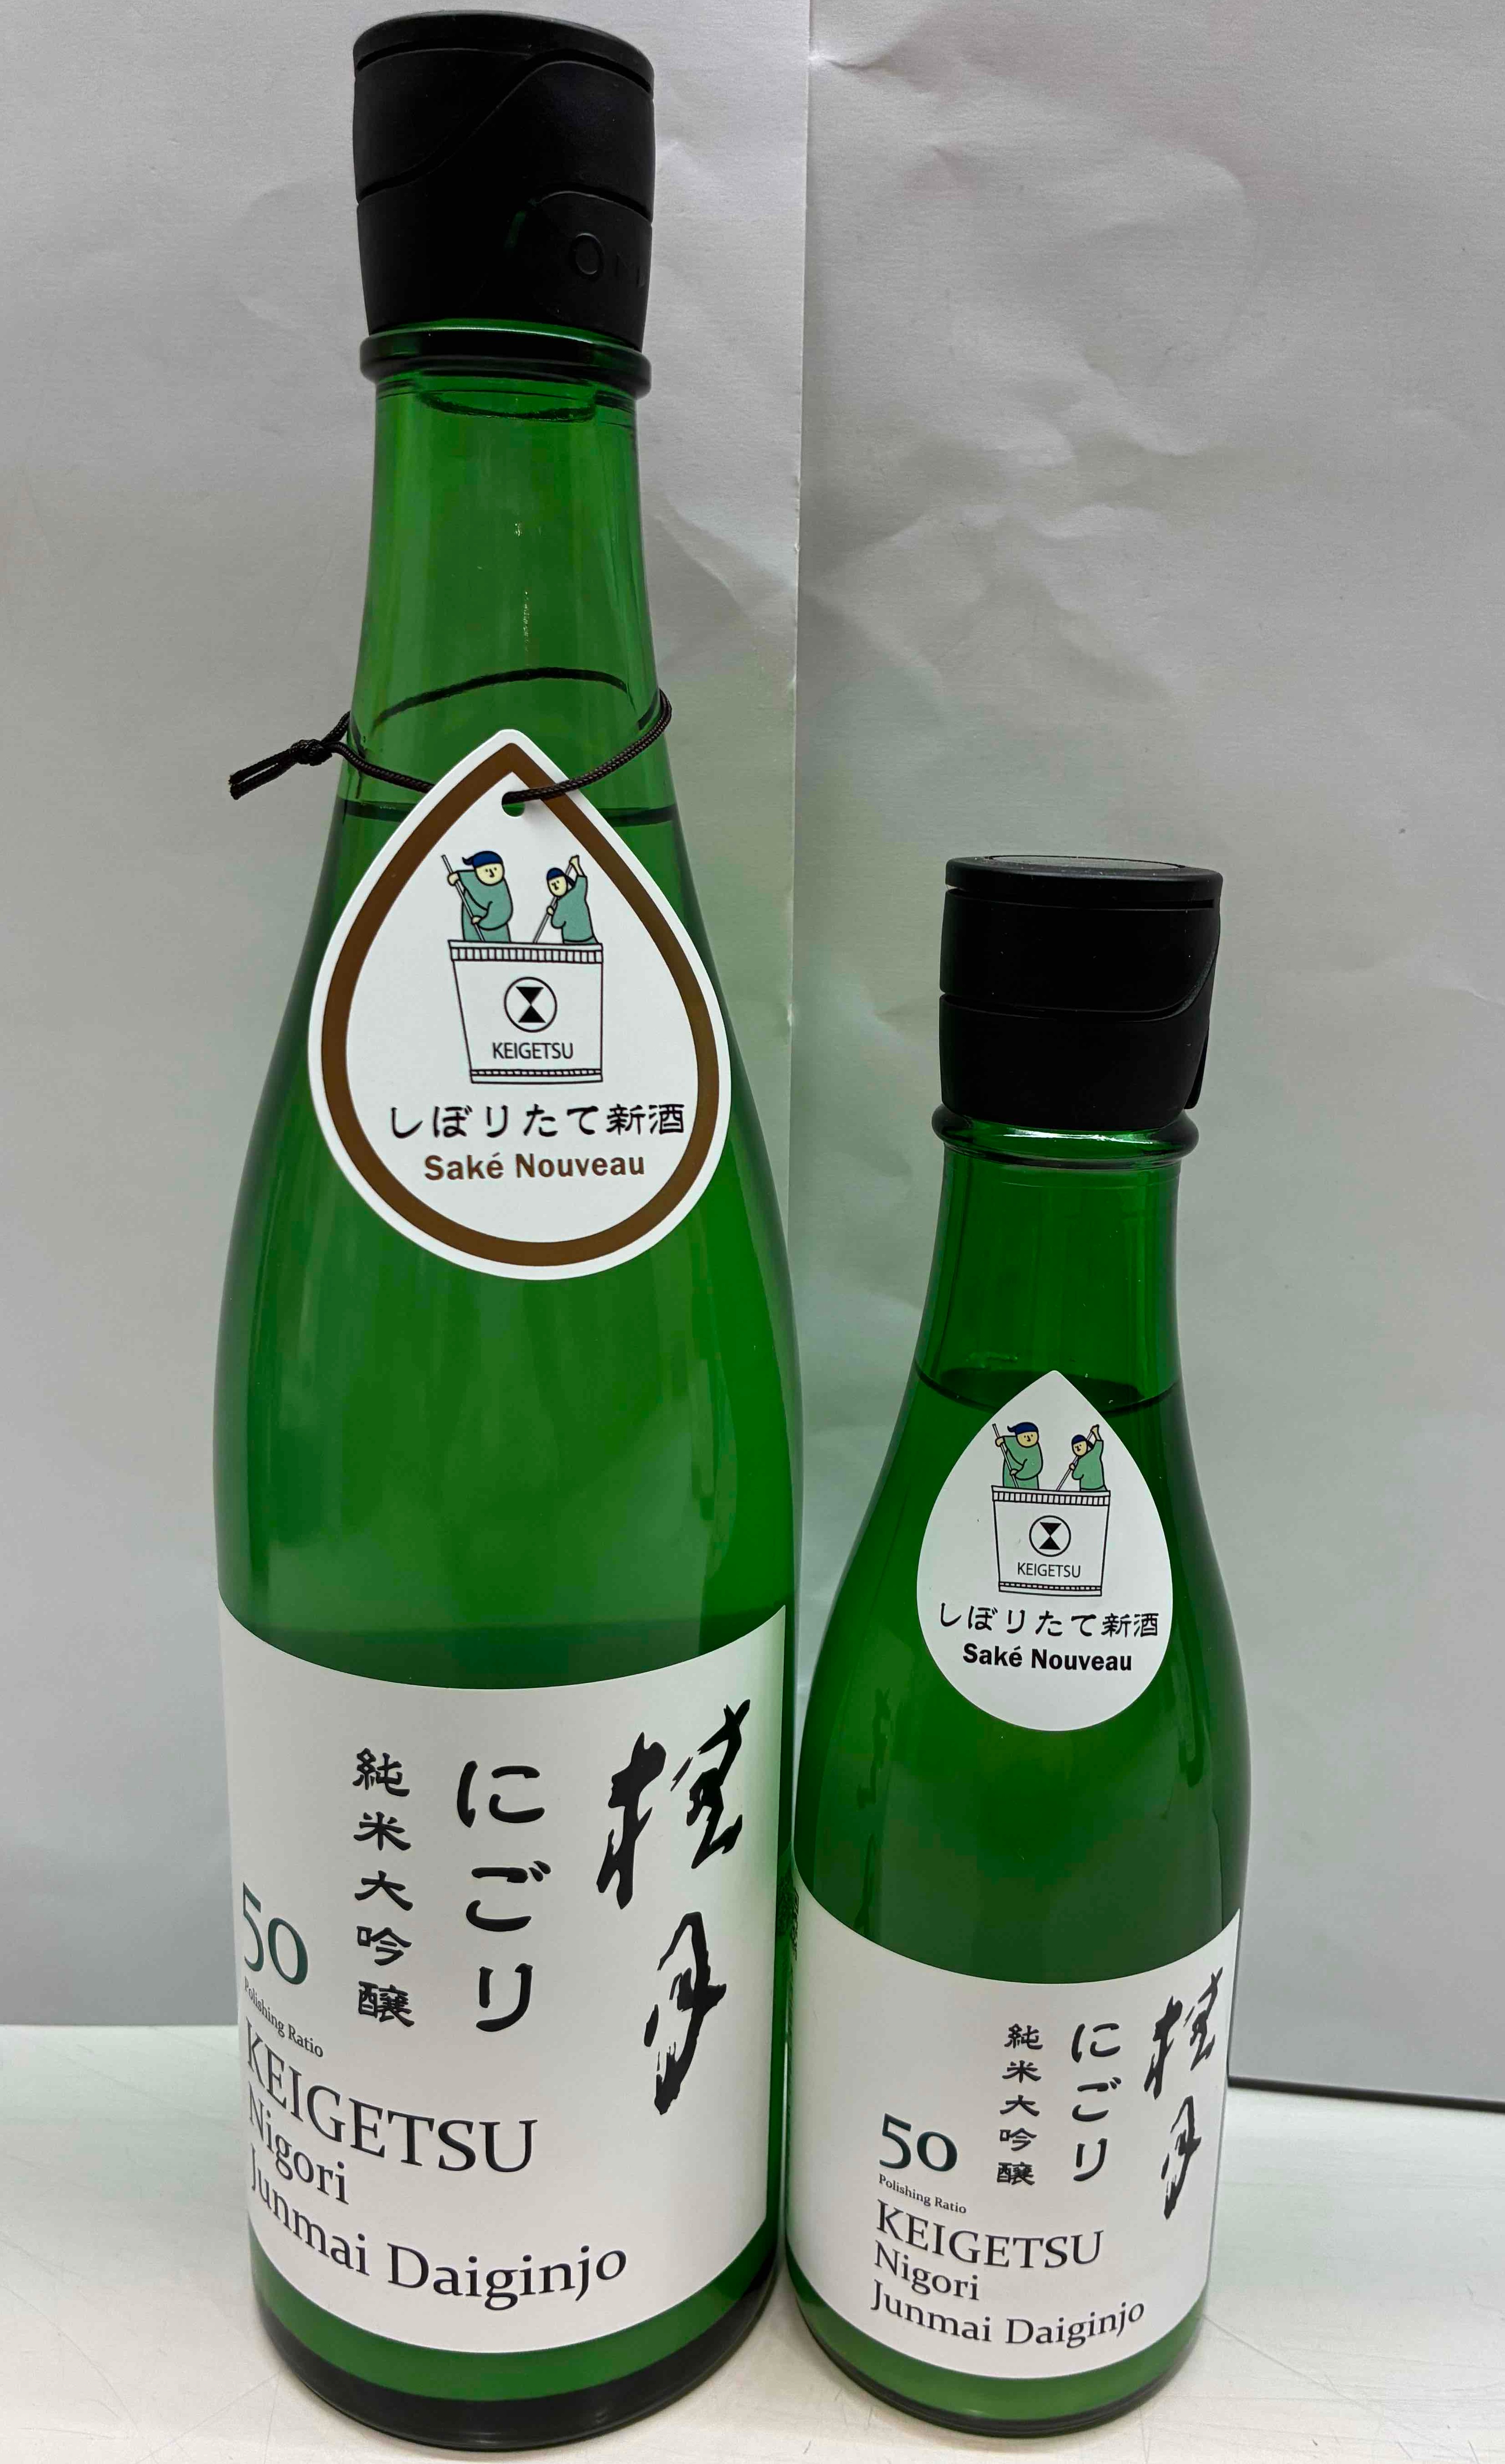 KEIGETSU
しぼりたて新酒
Saké Nouveau
桂月
にごり
純米大吟醸
50
Polishing Ratio
KEIGETSU
Nigori
Junmai Daiginjo
KEIGETSU
しぼりたて新酒
Saké Nouveau
桂月
にごり
純米大吟醸
50
Polishing Ratio
KEIGETSU
Nigori
Junmai Daiginjo